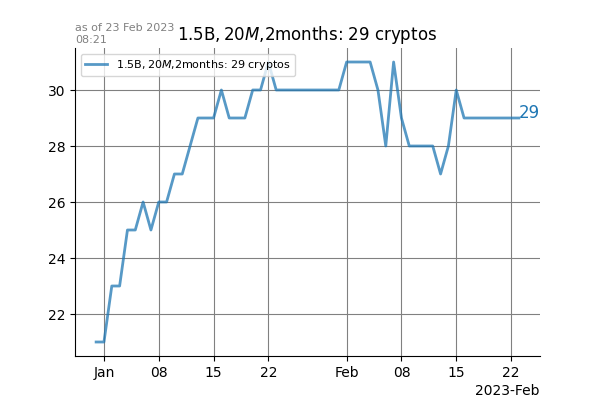 as of 23 Feb 2023
08:21
1.5B, 20M,2months: 29 cryptos
1.5B, 20M,2months: 29 cryptos
30
28
26
24
22
29
Jan 08 15 22 Feb 08 15 22
2023-Feb